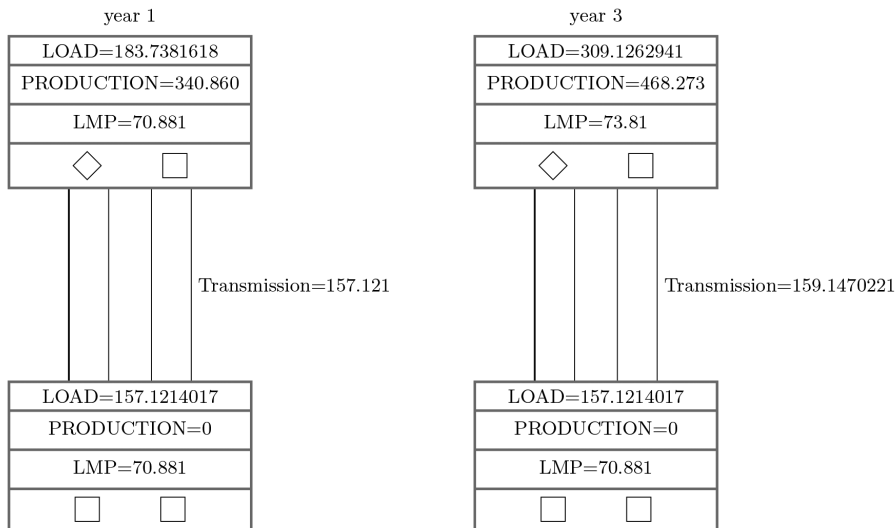 year 1
LOAD=183.7381618
PRODUCTION=340.860
LMP=70.881
Transmission=157.121
LOAD=157.1214017
PRODUCTION=0
LMP=70.881
year 3
LOAD=309.1262941
PRODUCTION=468.273
LMP=73.81
Transmission=159.1470221
LOAD=157.1214017
PRODUCTION=0
LMP=70.881